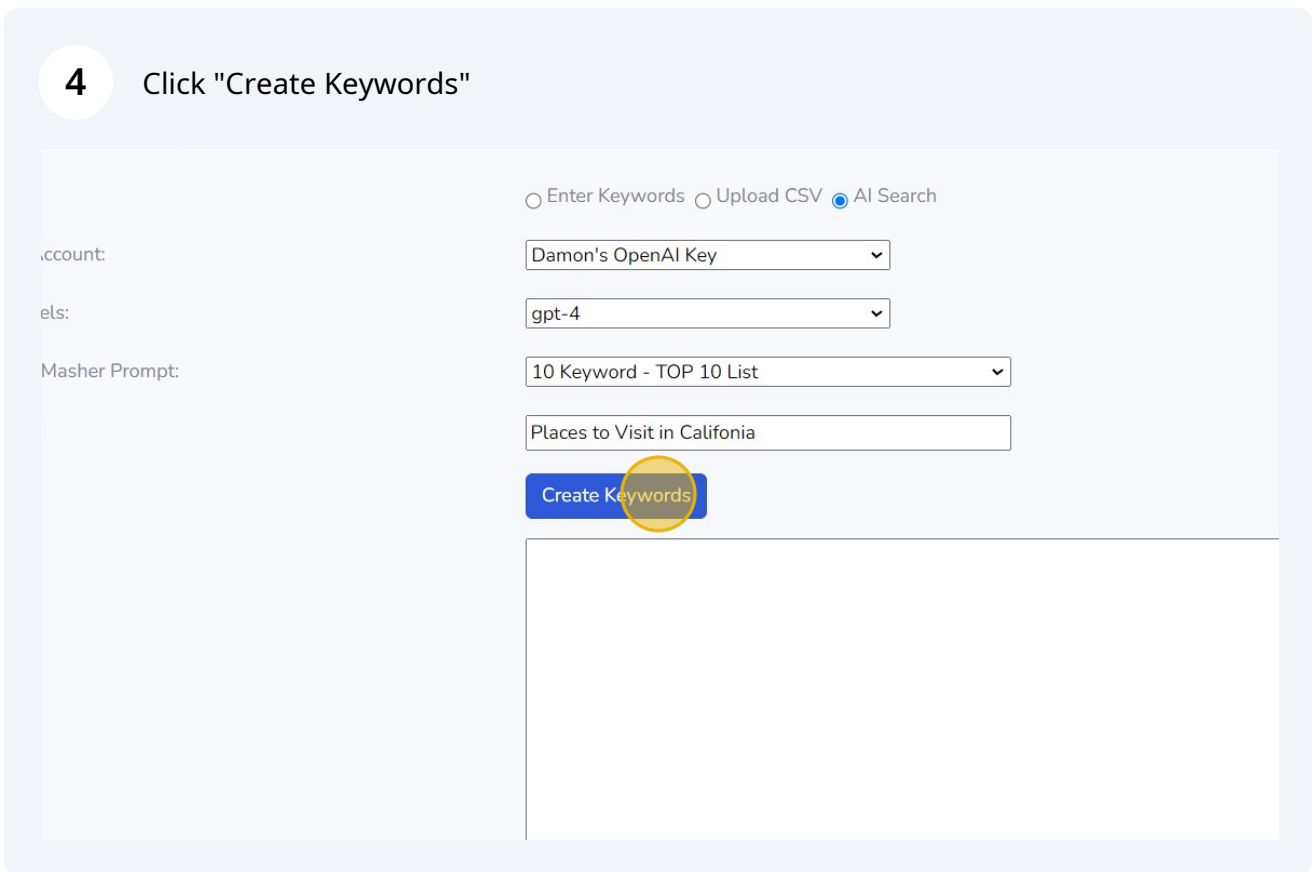 4 Click "Create Keywords"
Enter Keywords Upload CSV AI Search
ccount: Damon's OpenAI Key
els: gpt-4
Masher Prompt: 10 Keyword - TOP 10 List
Places to Visit in Califonia
Create Keywords